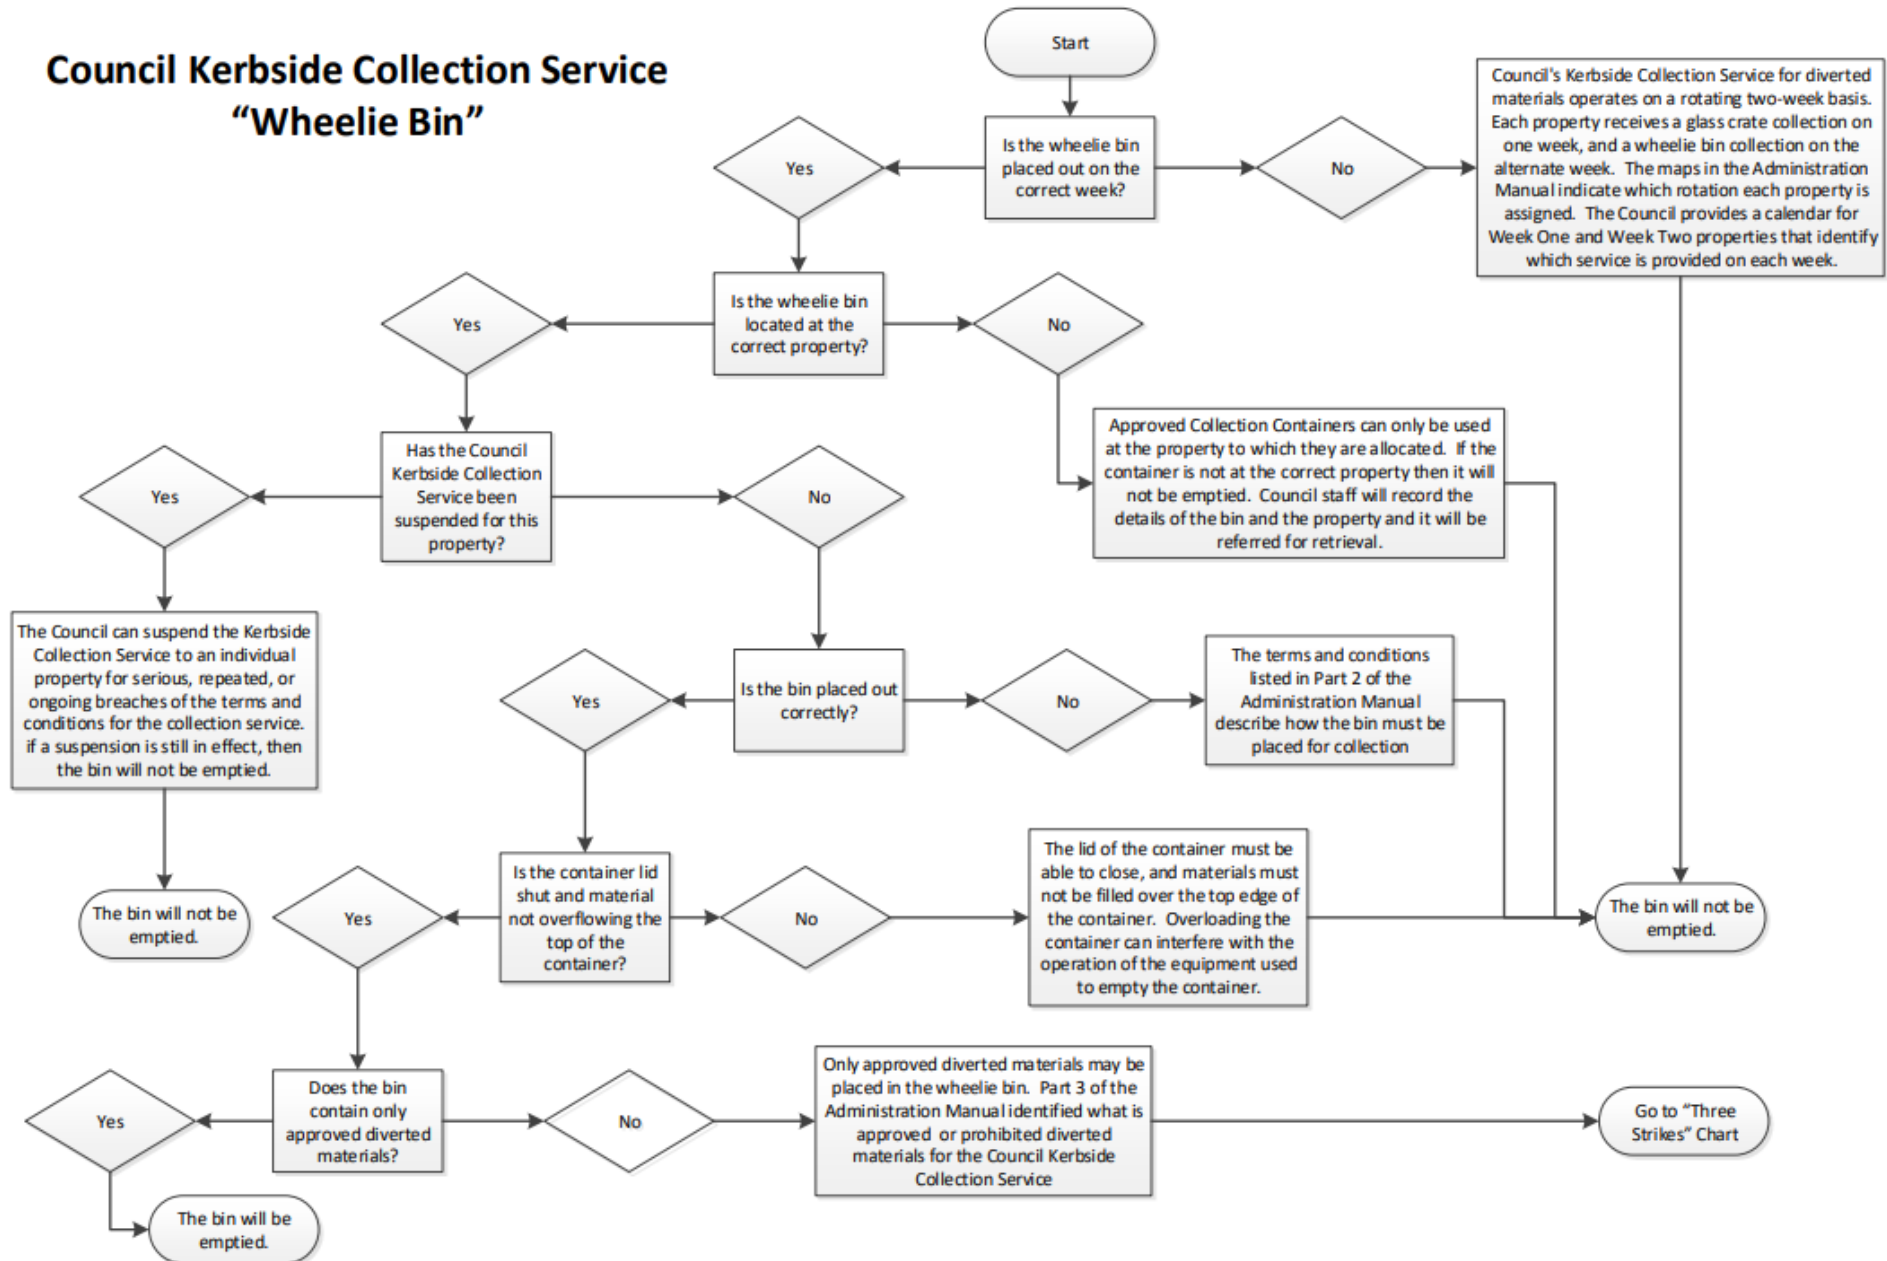 Council Kerbside Collection Service
“Wheelie Bin”
Start
Is the wheelie bin
placed out on the
correct week?
Yes
No
Council's Kerbside Collection Service for diverted
materials operates on a rotating two-week basis.
Each property receives a glass crate collection on
one week, and a wheelie bin collection on the
alternate week. The maps in the Administration
Manual indicate which rotation each property is
assigned. The Council provides a calendar for
Week One and Week Two properties that identify
which service is provided on each week.
Is the wheelie bin
located at the
correct property?
Yes
No
Approved Collection Containers can only be used
at the property to which they are allocated. If the
container is not at the correct property then it will
not be emptied. Council staff will record the
details of the bin and the property and it will be
referred for retrieval.
Has the Council
Kerbside Collection
Service been
suspended for this
property?
Yes
No
The Council can suspend the Kerbside
Collection Service to an individual
property for serious, repeated, or
ongoing breaches of the terms and
conditions for the collection service.
if a suspension is still in effect, then
the bin will not be emptied.
The bin will not be
emptied.
Is the bin placed out
correctly?
Yes
No
The terms and conditions
listed in Part 2 of the
Administration Manual
describe how the bin must be
placed for collection
Is the container lid
shut and material
not overflowing the
top of the
container?
Yes
No
The lid of the container must be
able to close, and materials must
not be filled over the top edge of
the container. Overloading the
container can interfere with the
operation of the equipment used
to empty the container.
The bin will not be
emptied.
Does the bin
contain only
approved diverted
materials?
Yes
No
Only approved diverted materials may be
placed in the wheelie bin. Part 3 of the
Administration Manual identified what is
approved or prohibited diverted
materials for the Council Kerbside
Collection Service
Go to “Three
Strikes” Chart
The bin will be
emptied.